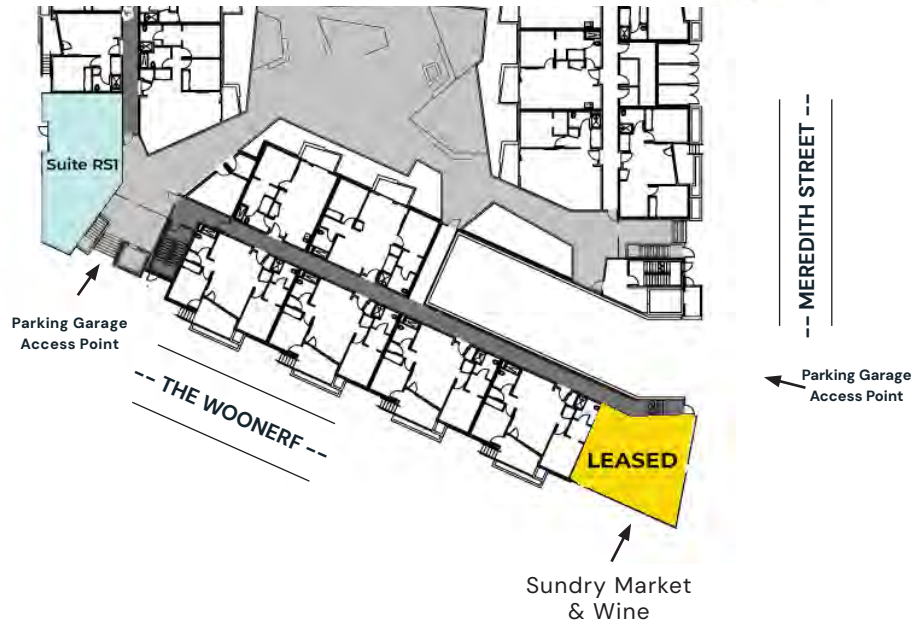 Suite RS1
-- MEREDITH STREET --
Parking Garage
Access Point
-- THE WOONERF --
Parking Garage
Access Point
LEASED
Sundry Market
& Wine